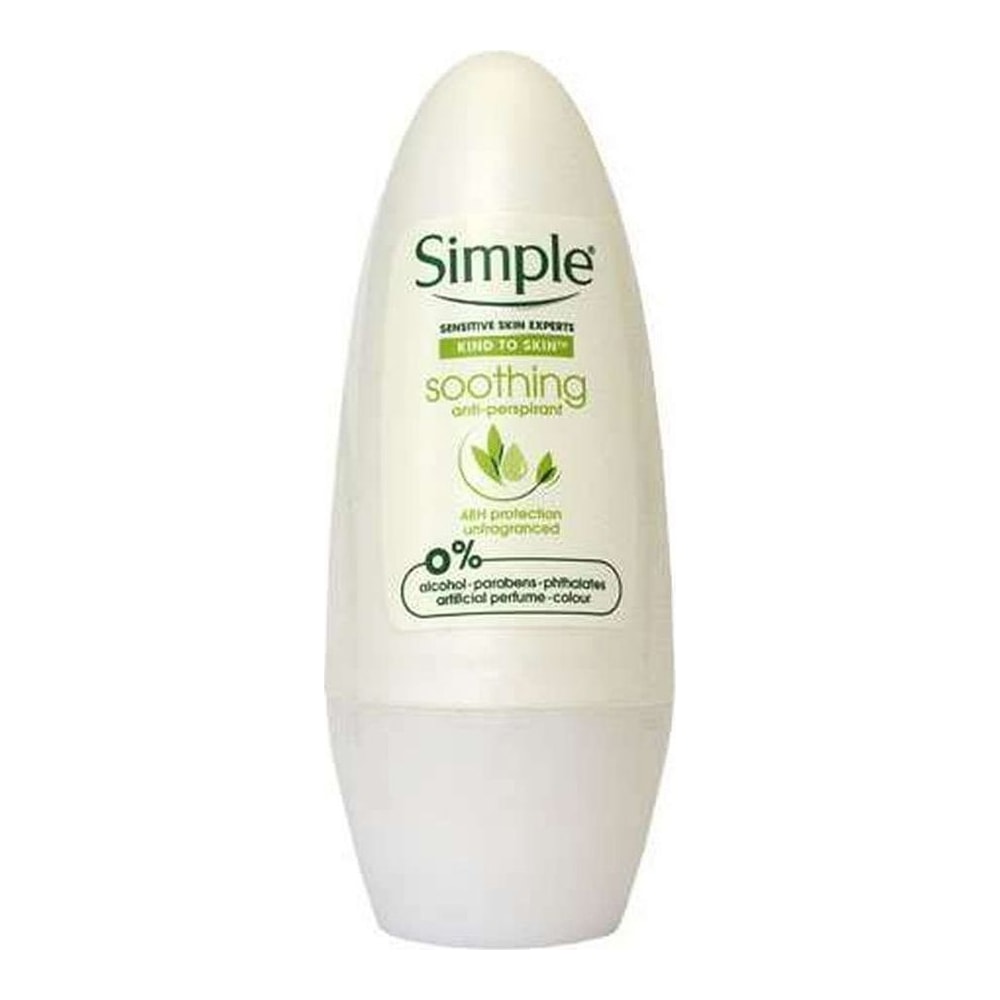 Simple®
SENSITIVE SKIN EXPERTS
KIND TO SKIN™
soothing
anti-perspirant
48H protection
unfragranced
0%
alcohol-parabens-phthalates
artificial perfume-colour